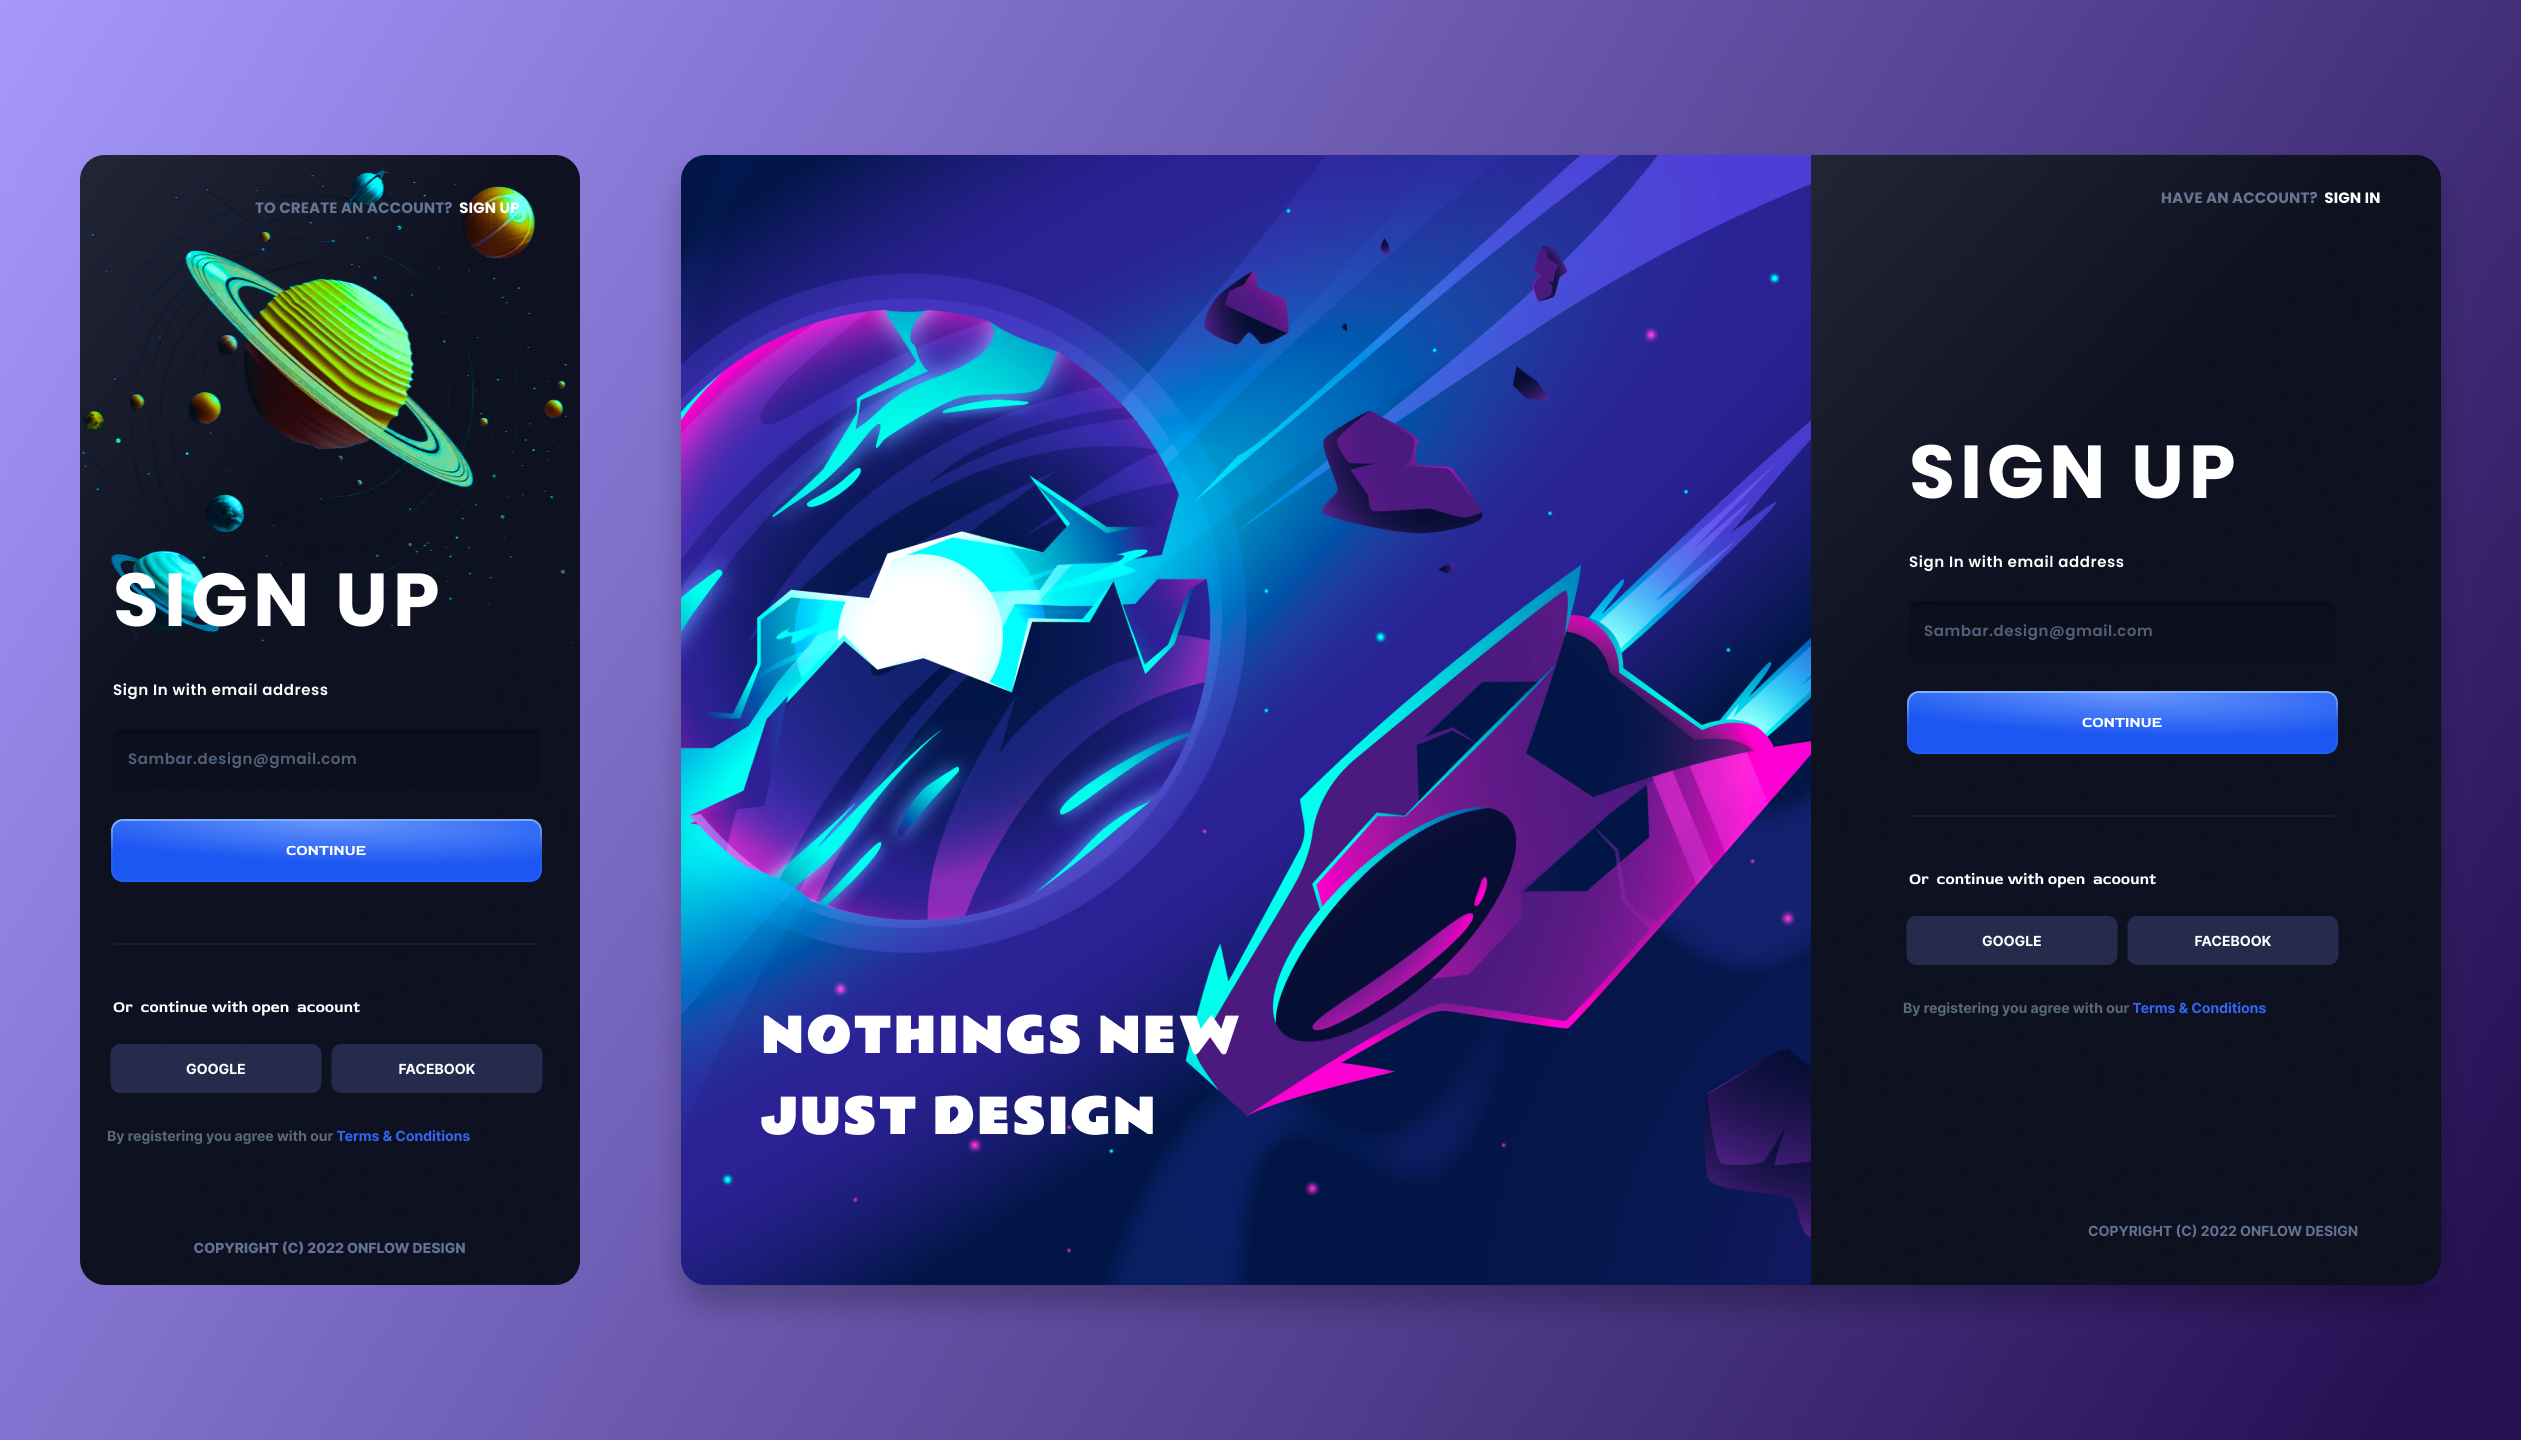 TO CREATE AN ACCOUNT? SIGN UP
SIGN UP
Sign In with email address
Sambar.design@gmail.com
CONTINUE
Or continue with open acoount
GOOGLE FACEBOOK
By registering you agree with our Terms & Conditions
COPYRIGHT (C) 2022 ONFLOW DESIGN
NOTHINGS NEW
JUST DESIGN
HAVE AN ACCOUNT? SIGN IN
SIGN UP
Sign In with email address
Sambar.design@gmail.com
CONTINUE
Or continue with open acoount
GOOGLE FACEBOOK
By registering you agree with our Terms & Conditions
COPYRIGHT (C) 2022 ONFLOW DESIGN